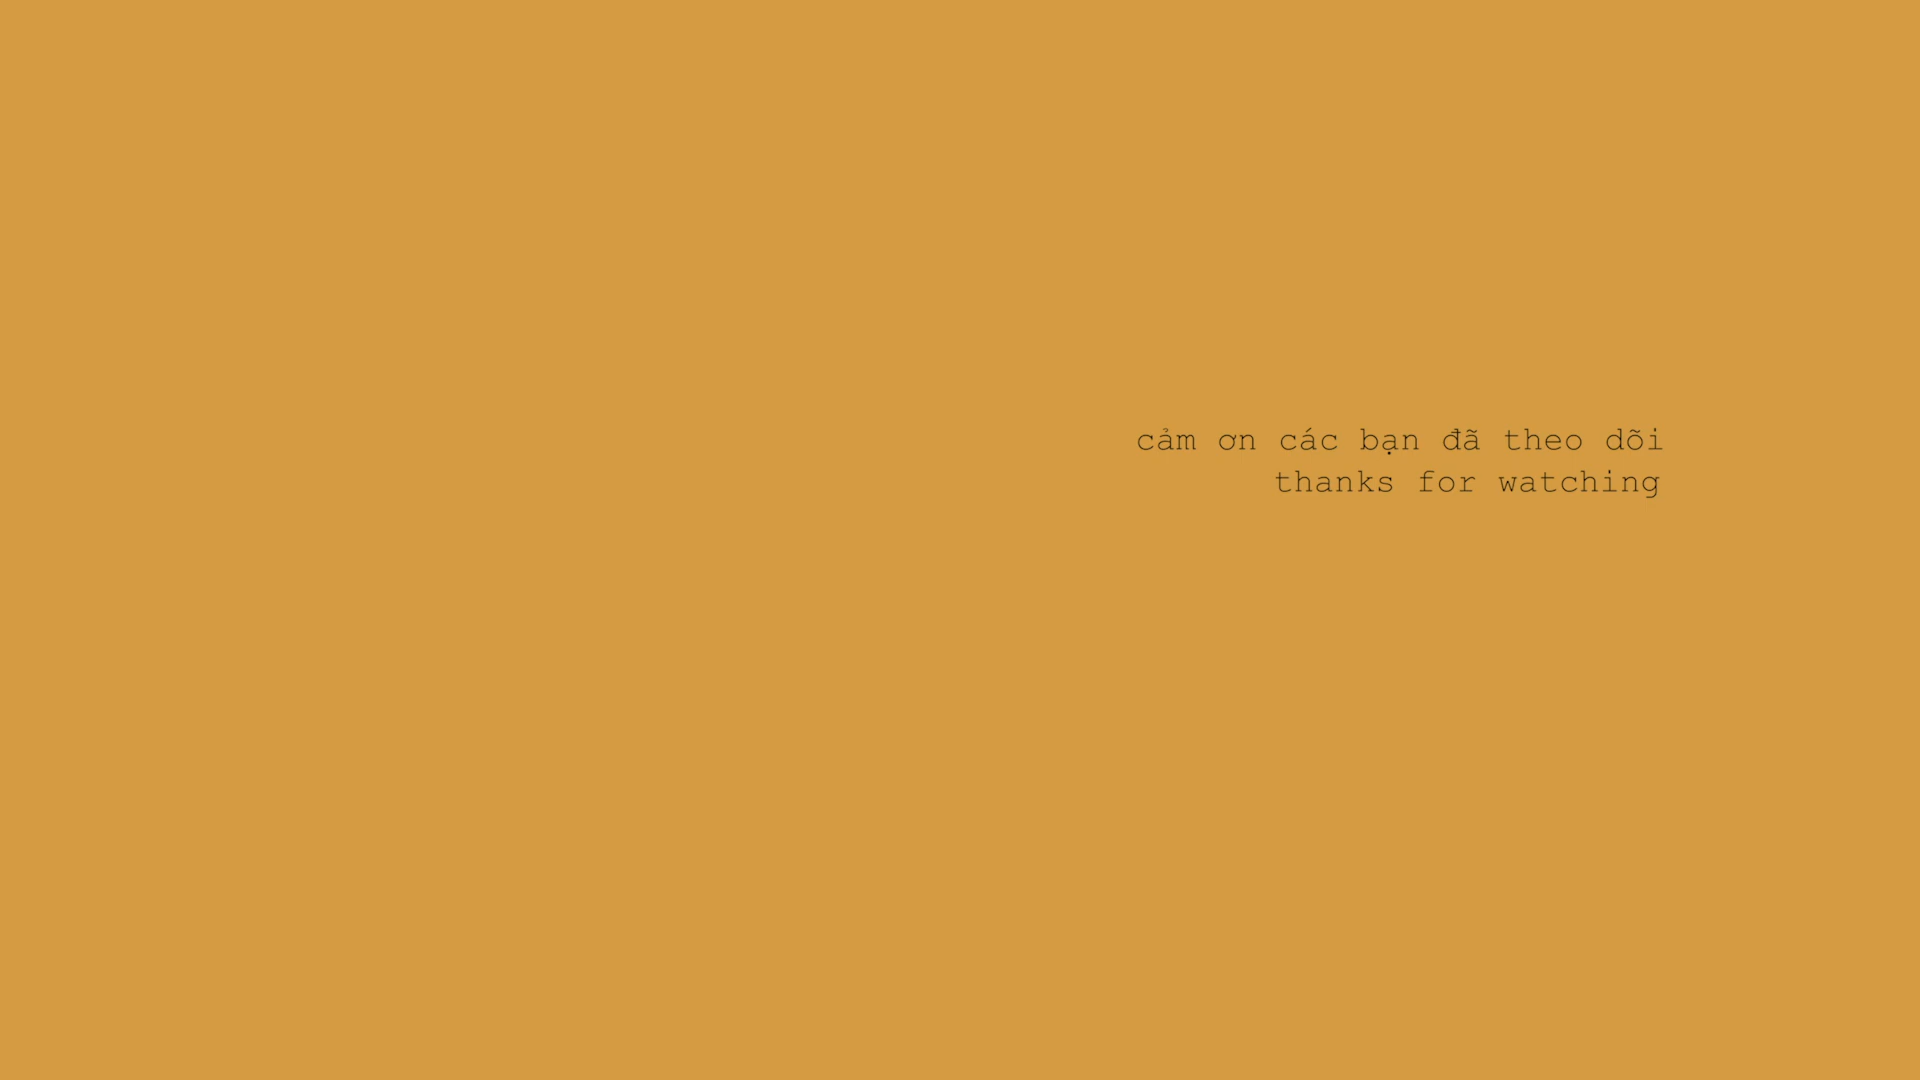 cảm ơn các bạn đã theo dõi
thanks for watching